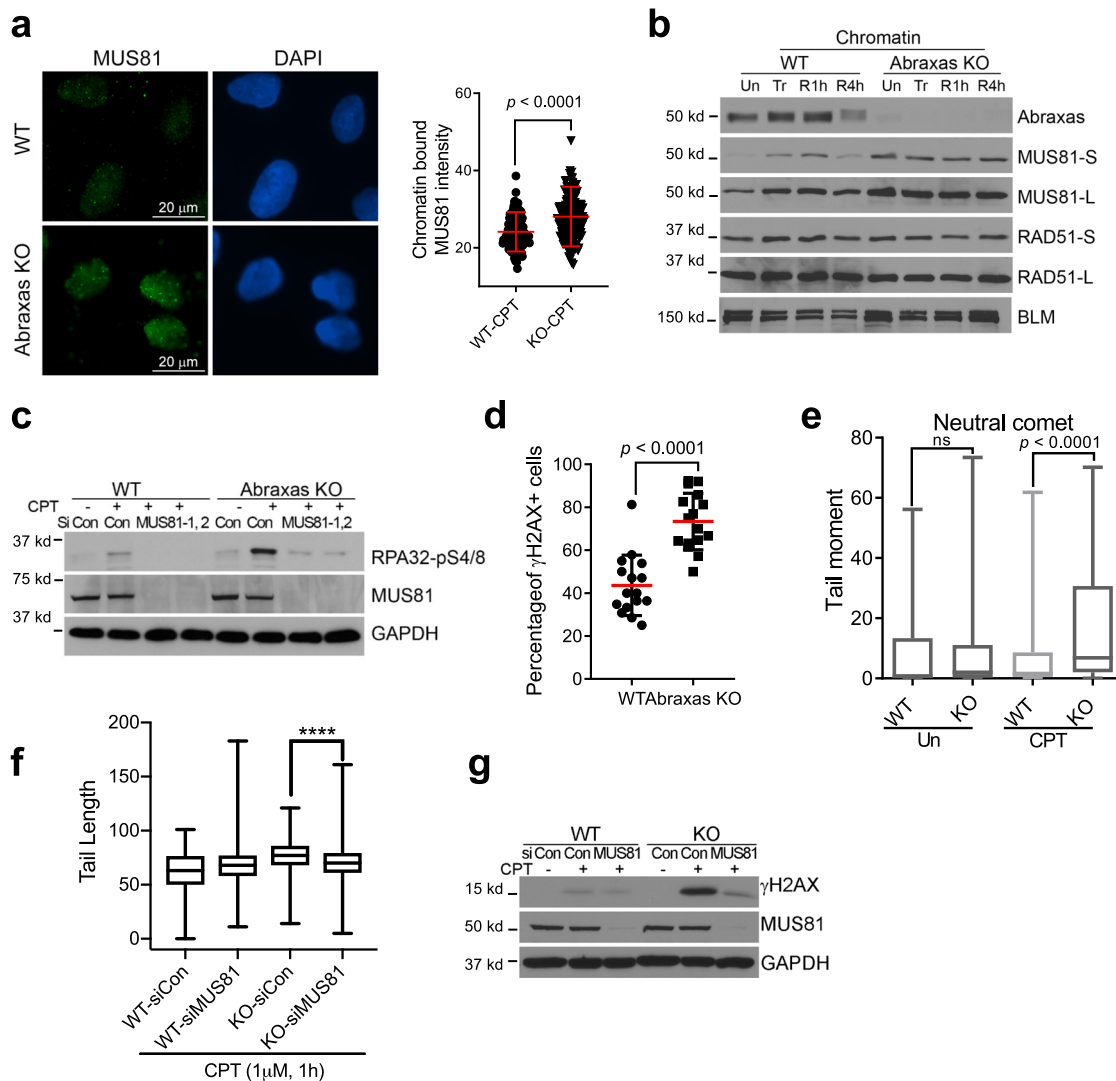 a
MUS81
DAPI
WT
20 μm
20 μm
Abraxas KO
20 μm
20 μm
Chromatin bound
MUS81 intensity
60
40
20
p < 0.0001
WT-CPT
KO-CPT
b
Chromatin
WT
Abraxas KO
Un Tr R1h R4h Un Tr R1h R4h
50 kd
Abraxas
50 kd
MUS81-S
50 kd
MUS81-L
37 kd
RAD51-S
37 kd
RAD51-L
150 kd
BLM
c
WT
Abraxas KO
CPT - + + + - + + +
Si Con Con MUS81-1, 2 Con Con MUS81-1,2
37 kd
RPA32-pS4/8
75 kd
MUS81
37 kd
GAPDH
d
Percentageof γH2AX+ cells
100
80
60
40
20
0
p < 0.0001
WTAbraxas KO
e
Neutral comet
Tail moment
80
60
40
20
0
ns
p < 0.0001
WT
KO
WT
KO
Un
CPT
f
Tail Length
200
150
100
50
0
****
WT-siCon
WT-siMUS81
KO-siCon
KO-siMUS81
CPT (1μM, 1h)
g
WT
KO
si Con Con MUS81 Con Con MUS81
CPT - + + - + +
15 kd
γH2AX
50 kd
MUS81
37 kd
GAPDH